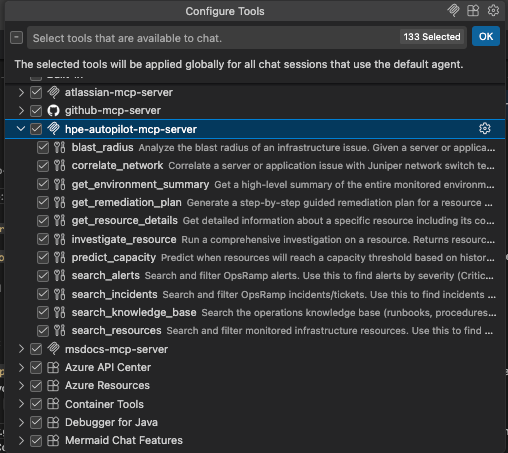 Configure Tools
Select tools that are available to chat.
133 Selected
OK
The selected tools will be applied globally for all chat sessions that use the default agent.
atlassian-mcp-server
github-mcp-server
hpe-autopilot-mcp-server
blast_radius Analyze the blast radius of an infrastructure issue. Given a server or applica...
correlate_network Correlate a server or application issue with Juniper network switch te...
get_environment_summary Get a high-level summary of the entire monitored environm...
get_remediation_plan Generate a step-by-step guided remediation plan for a resource ...
get_resource_details Get detailed information about a specific resource including its co...
investigate_resource Run a comprehensive investigation on a resource. Returns resourc...
predict_capacity Predict when resources will reach a capacity threshold based on histor...
search_alerts Search and filter OpsRamp alerts. Use this to find alerts by severity (Critic...
search_incidents Search and filter OpsRamp incidents/tickets. Use this to find incidents ...
search_knowledge_base Search the operations knowledge base (runbooks, procedures...
search_resources Search and filter monitored infrastructure resources. Use this to find ...
msdocs-mcp-server
Azure API Center
Azure Resources
Container Tools
Debugger for Java
Mermaid Chat Features